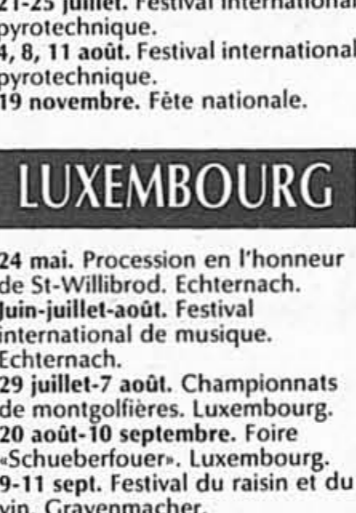 21-25 juillet. Festival international
pyrotechnique.
4, 8, 11 août. Festival international
pyrotechnique.
19 novembre. Fête nationale.
LUXEMBOURG
24 mai. Procession en l'honneur
de St-Willibrod. Echternach.
Juin-juillet-août. Festival
international de musique.
Echternach.
29 juillet-7 août. Championnats
de montgolfières. Luxembourg.
20 août-10 septembre. Foire
«Schueberfouer». Luxembourg.
9-11 sept. Festival du raisin et du
vin. Gravenmacher.